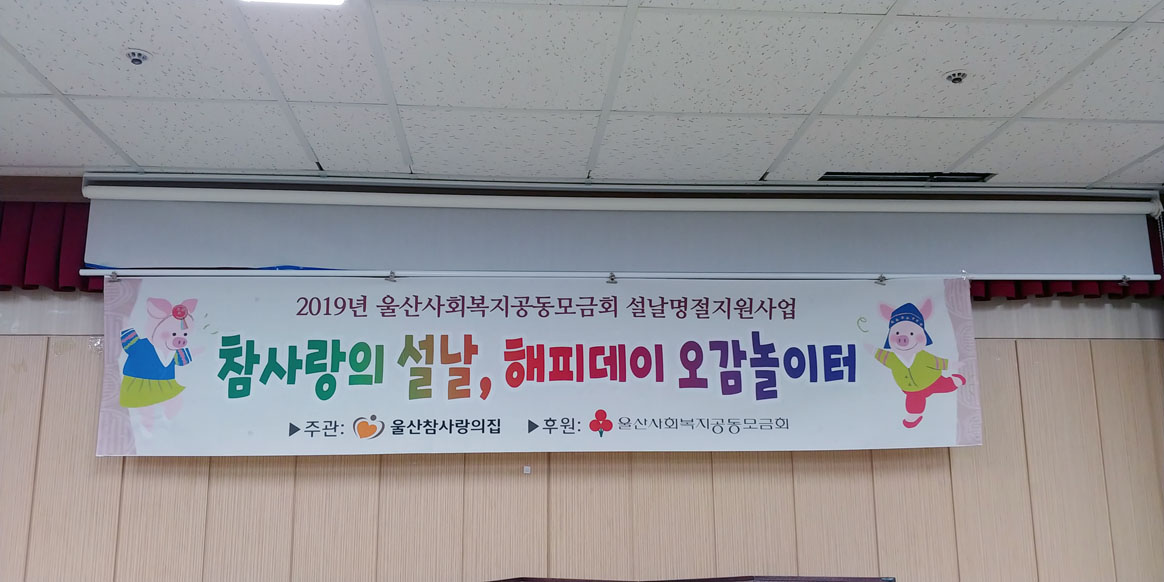 2019년 울산사회복지공동모금회 설날명절지원사업
참사랑의 설날, 해피데이 오감놀이터
▶주관: 울산참사랑의집 ▶후원: 울산사회복지공동모금회